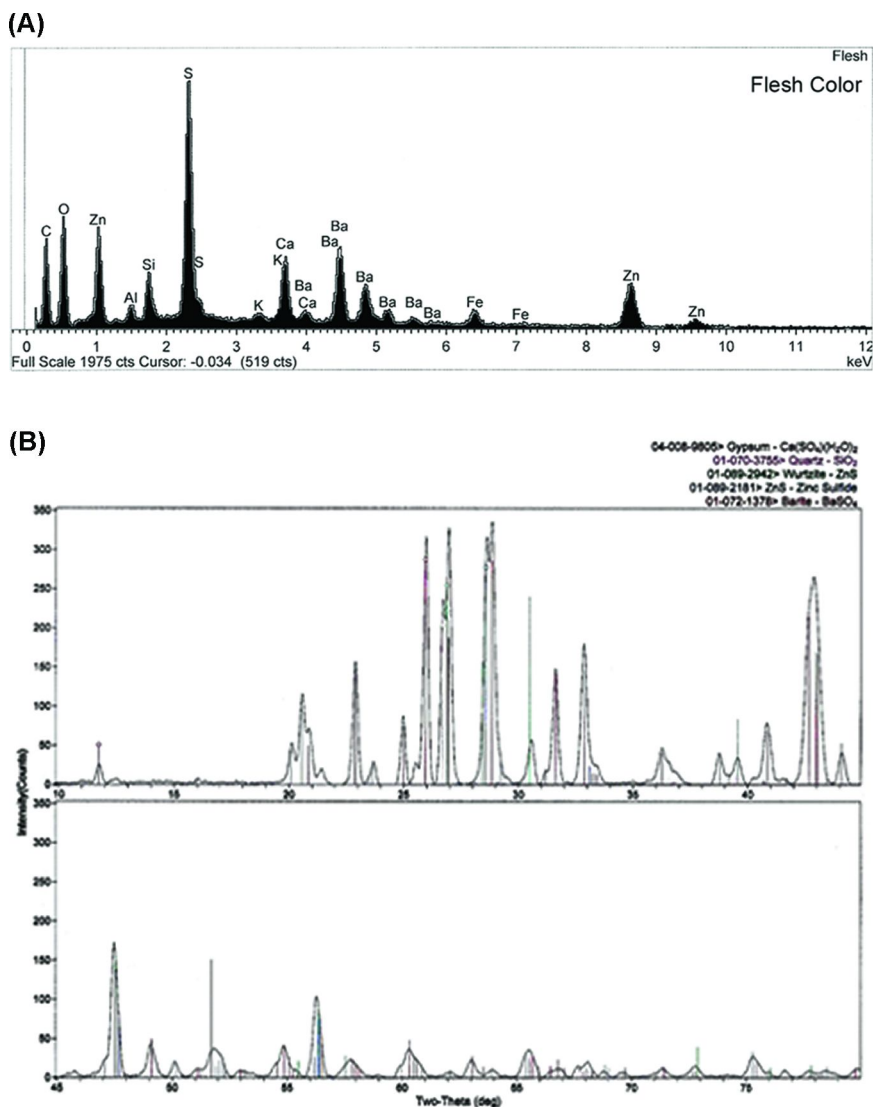 (A)
Flesh
Flesh Color
S
O
C
Zn
Si
Al
S
K
Ca
K
Ba
Ca
Ba
Ba
Ba
Ba
Ba
Ba
Fe
Fe
Zn
Zn
0 1 2 3 4 5 6 7 8 9 10 11 12
Full Scale 1975 cts Cursor: -0.034 (519 cts)
keV
(B)
04-008-9805> Gypsum - Ca(SO₄)(H₂O)₂
01-070-3755> Quartz - SiO₂
01-089-2942> Wurtzite - ZnS
01-089-2181> ZnS - Zinc Sulfide
01-072-1378> Barite - BaSO₄
350
300
250
200
150
100
50
0
10 15 20 25 30 35 40
Intensity(Counts)
350
300
250
200
150
100
50
0
45 50 55 60 65 70 75
Two-Theta (deg)